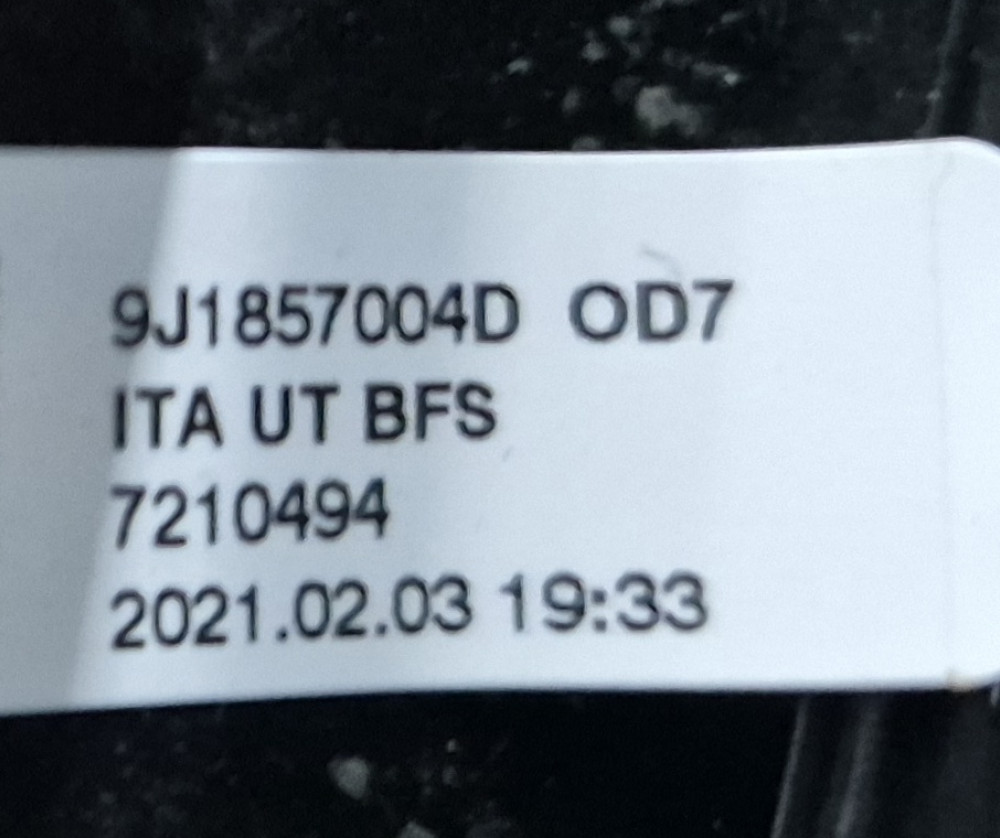 9J1857004D OD7
ITA UT BFS
7210494
2021.02.03 19:33